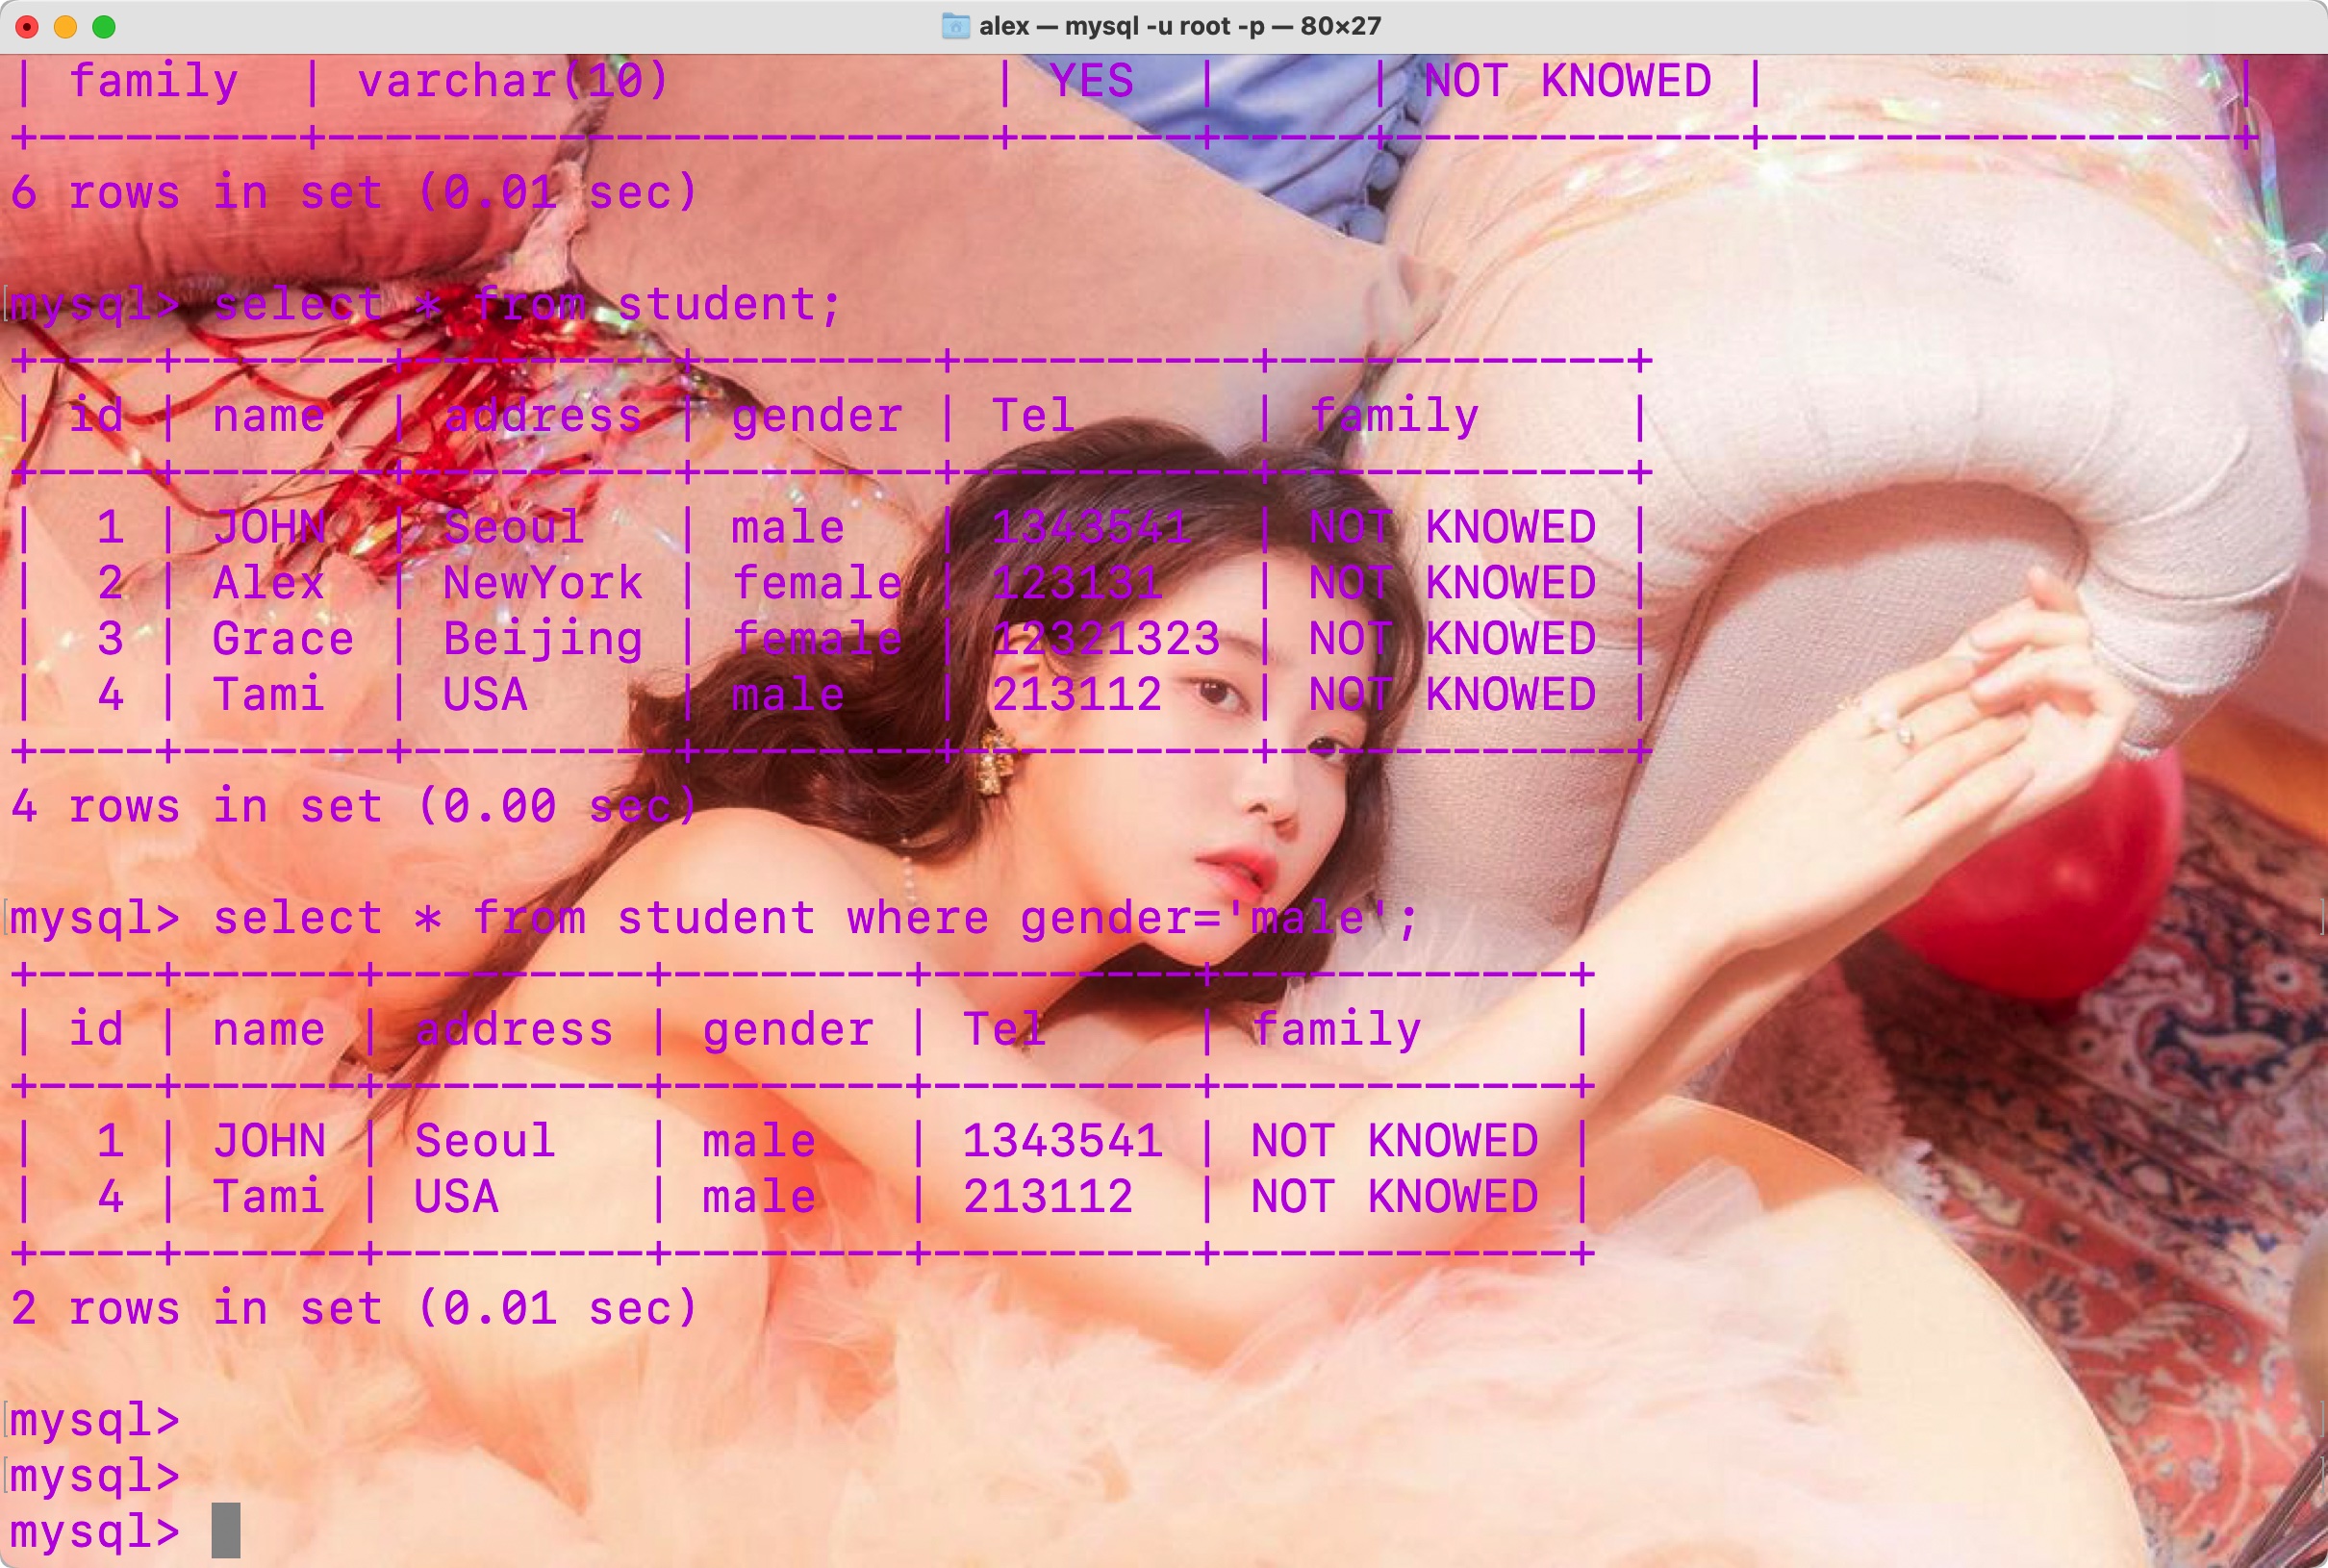 alex — mysql -u root -p — 80×27
| family  | varchar(10)           | YES  |     | NOT KNOWED |                |
+---------+-----------------------+------+-----+------------+----------------+
6 rows in set (0.01 sec)
mysql> select * from student;
+----+-------+---------+--------+----------+------------+
| id | name  | address | gender | Tel      | family     |
+----+-------+---------+--------+----------+------------+
|  1 | JOHN  | Seoul   | male   | 1343541  | NOT KNOWED |
|  2 | Alex  | NewYork | female | 123131   | NOT KNOWED |
|  3 | Grace | Beijing | female | 12321323 | NOT KNOWED |
|  4 | Tami  | USA     | male   | 213112   | NOT KNOWED |
+----+-------+---------+--------+----------+------------+
4 rows in set (0.00 sec)
mysql> select * from student where gender='male';
+----+------+---------+--------+---------+------------+
| id | name | address | gender | Tel     | family     |
+----+------+---------+--------+---------+------------+
|  1 | JOHN | Seoul   | male   | 1343541 | NOT KNOWED |
|  4 | Tami | USA     | male   | 213112  | NOT KNOWED |
+----+------+---------+--------+---------+------------+
2 rows in set (0.01 sec)
mysql>
mysql>
mysql>